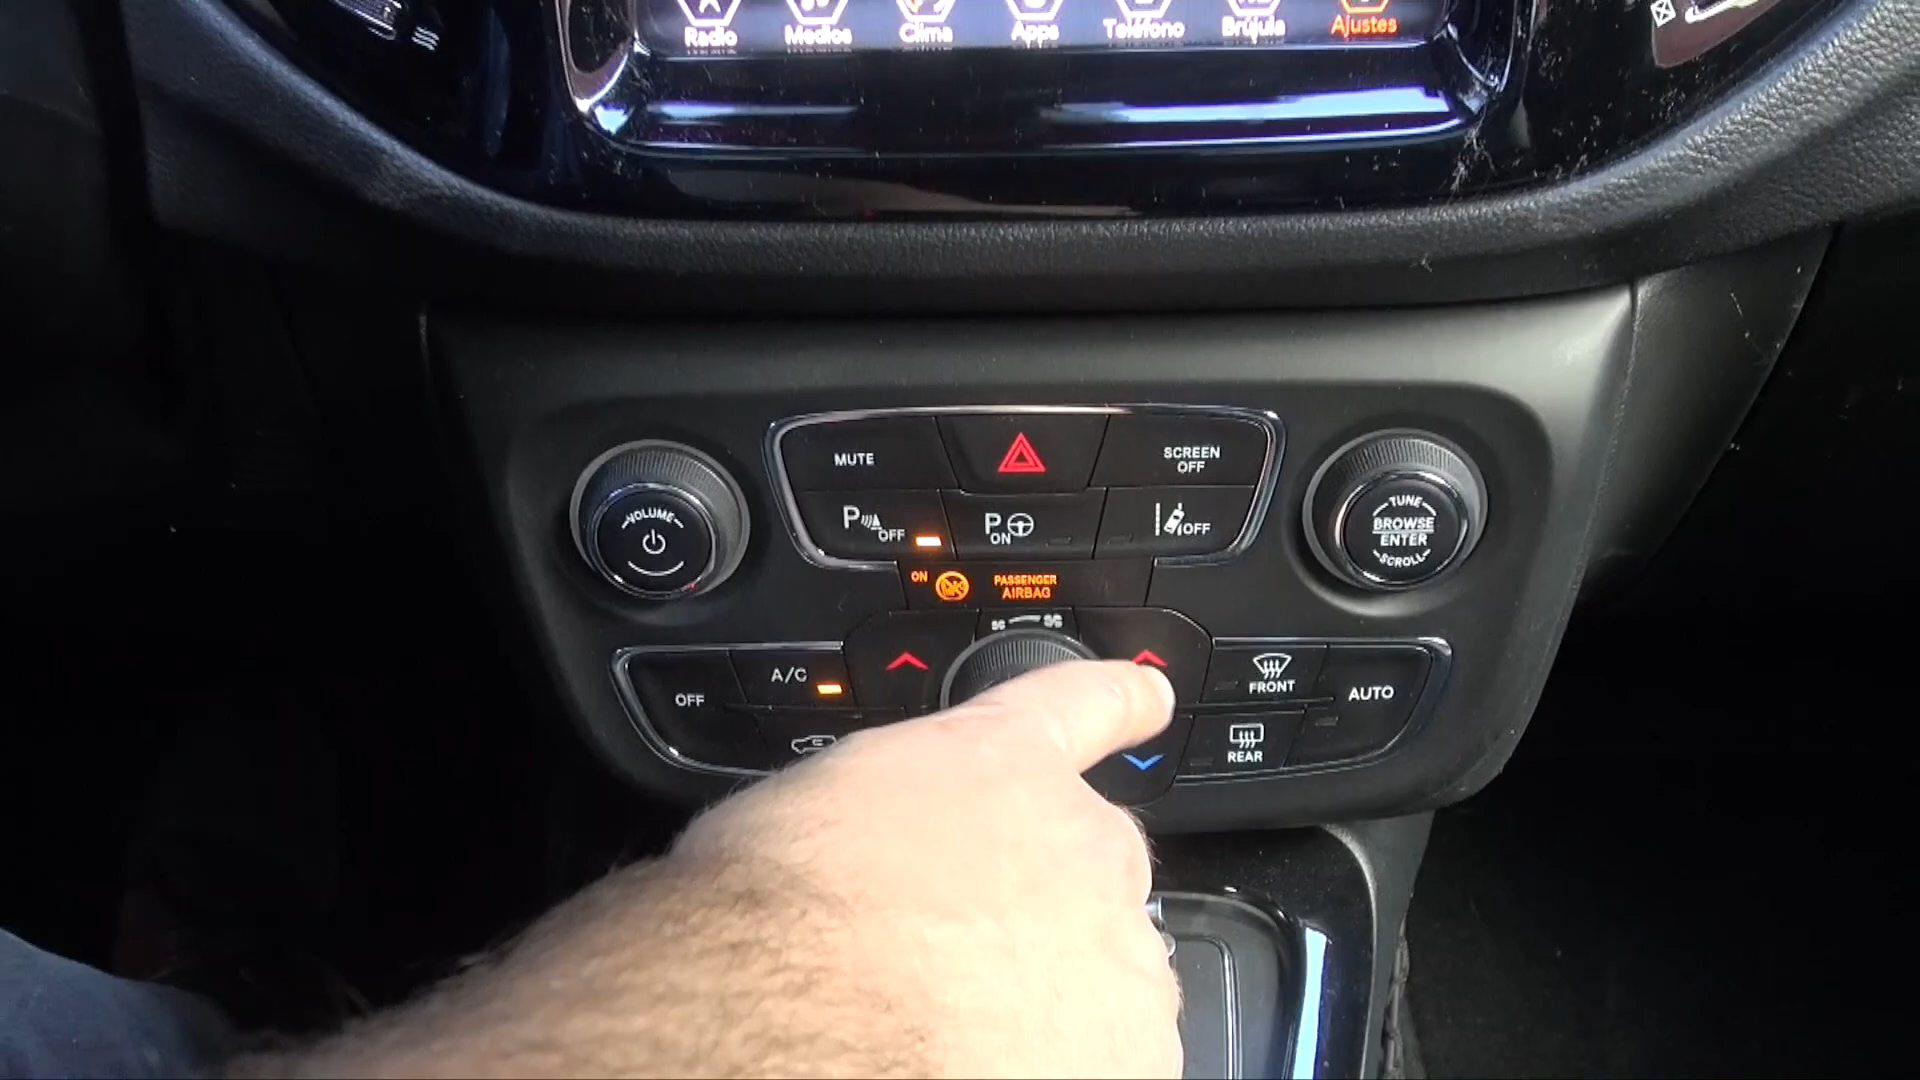 Radio Medios Clima Apps Teléfono Brújula Ajustes
MUTE
SCREEN
OFF
VOLUME
P OFF
P
ON
OFF
TUNE
BROWSE
ENTER
SCROLL
ON
PASSENGER
AIRBAG
OFF
A/C
FRONT
AUTO
REAR